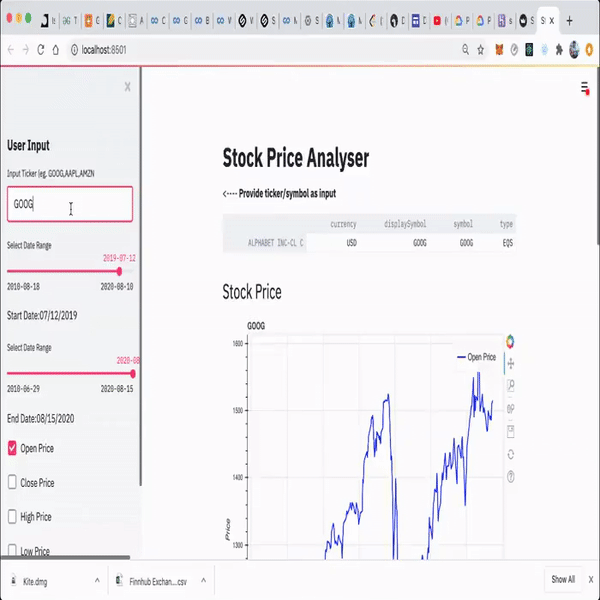 localhost:8501
User Input
Input Ticker (eg. GOOG,AAPL,AMZN
GOOG
Select Date Range
2019-07-12
2010-08-18 2020-08-10
Start Date:07/12/2019
Select Date Range
2020-08
2010-06-29 2020-08-15
End Date:08/15/2020
Open Price
Close Price
High Price
Low Price
Stock Price Analyser
<---- Provide ticker/symbol as input
currency displaySymbol symbol type
ALPHABET INC-CL C USD GOOG GOOG EQS
Stock Price
GOOG
Open Price
1600
1500
1400
1300
Price
Kite.dmg
Finnhub Exchan....csv
Show All